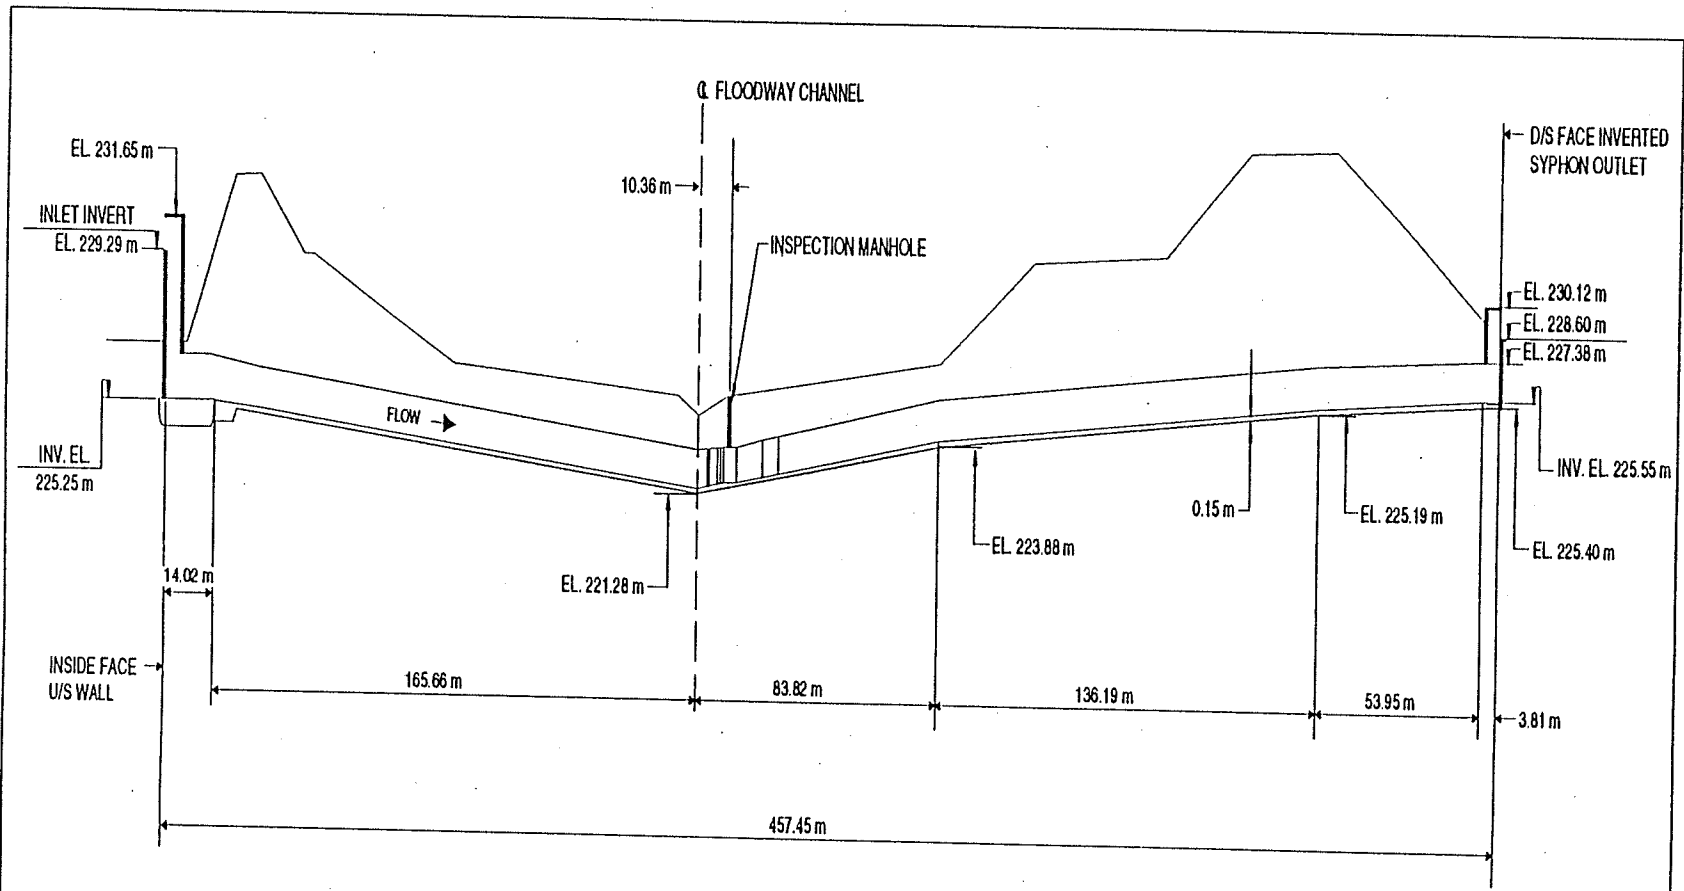 ℄ FLOODWAY CHANNEL
EL. 231.65 m
D/S FACE INVERTED
SYPHON OUTLET
10.36 m
INLET INVERT
EL. 229.29 m
INSPECTION MANHOLE
EL. 230.12 m
EL. 228.60 m
EL. 227.38 m
FLOW
INV. EL.
225.25 m
INV. EL. 225.55 m
0.15 m
EL. 225.19 m
EL. 223.88 m
EL. 225.40 m
EL. 221.28 m
14.02 m
INSIDE FACE
U/S WALL
165.66 m
83.82 m
136.19 m
53.95 m
3.81 m
457.45 m